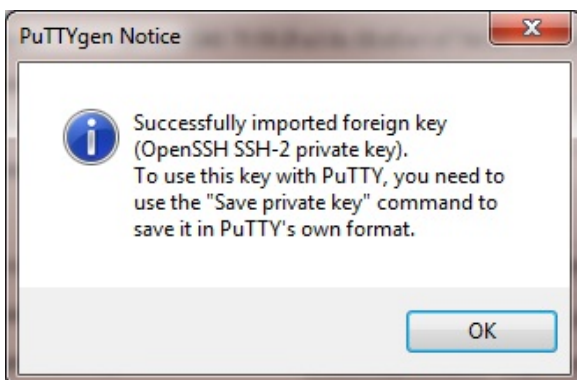 PuTTYgen Notice
Successfully imported foreign key
(OpenSSH SSH-2 private key).
To use this key with PuTTY, you need to
use the "Save private key" command to
save it in PuTTY's own format.
OK